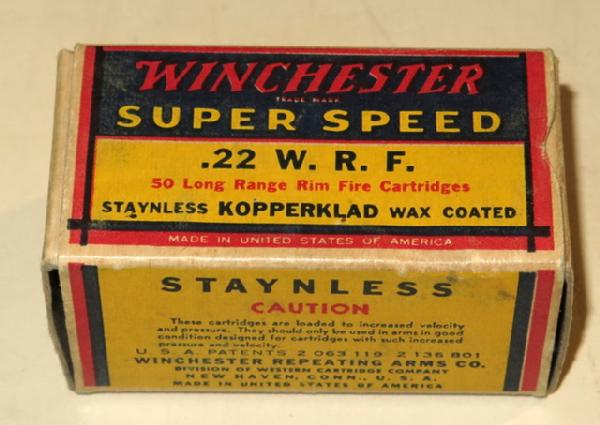 WINCHESTER
TRADE MARK
SUPER SPEED
.22 W. R. F.
50 Long Range Rim Fire Cartridges
STAYNLESS KOPPERKLAD WAX COATED
MADE IN UNITED STATES OF AMERICA
STAYNLESS
CAUTION
These cartridges are loaded to increased velocity
and pressure. They should only be used in arms in good
condition designed for cartridges with such increased
pressure and velocity.
U. S. A. PATENTS 2 063 119 2 136 801
WINCHESTER REPEATING ARMS CO.
DIVISION OF WESTERN CARTRIDGE COMPANY
NEW HAVEN, CONN., U. S. A.
MADE IN UNITED STATES OF AMERICA